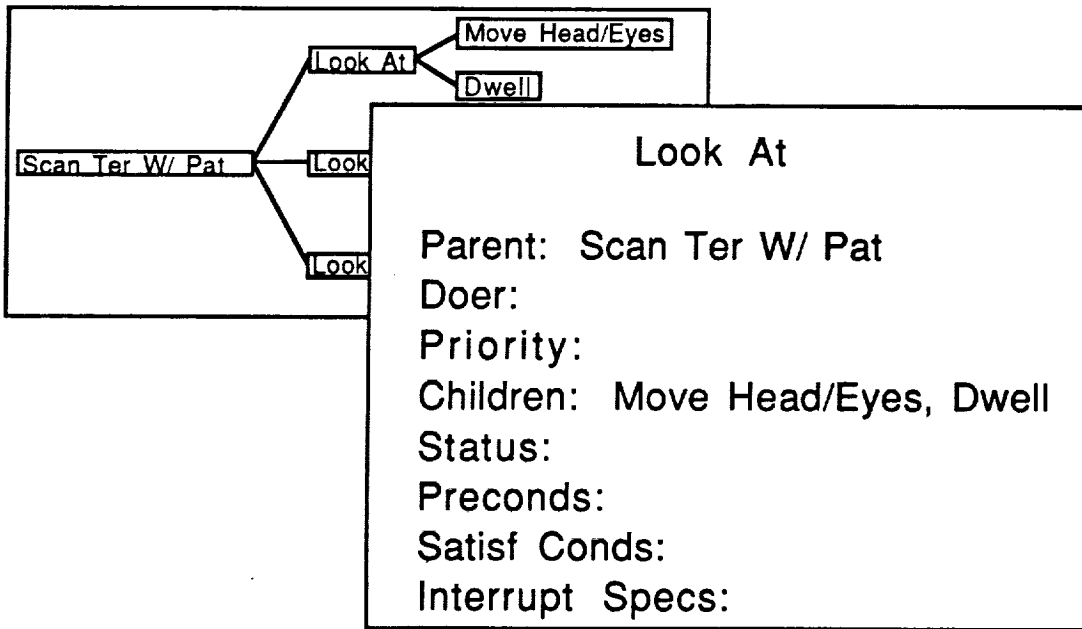 Move Head/Eyes
Look At
Dwell
Scan Ter W/ Pat
Look
Look
Look At
Parent: Scan Ter W/ Pat
Doer:
Priority:
Children: Move Head/Eyes, Dwell
Status:
Preconds:
Satisf Conds:
Interrupt Specs: